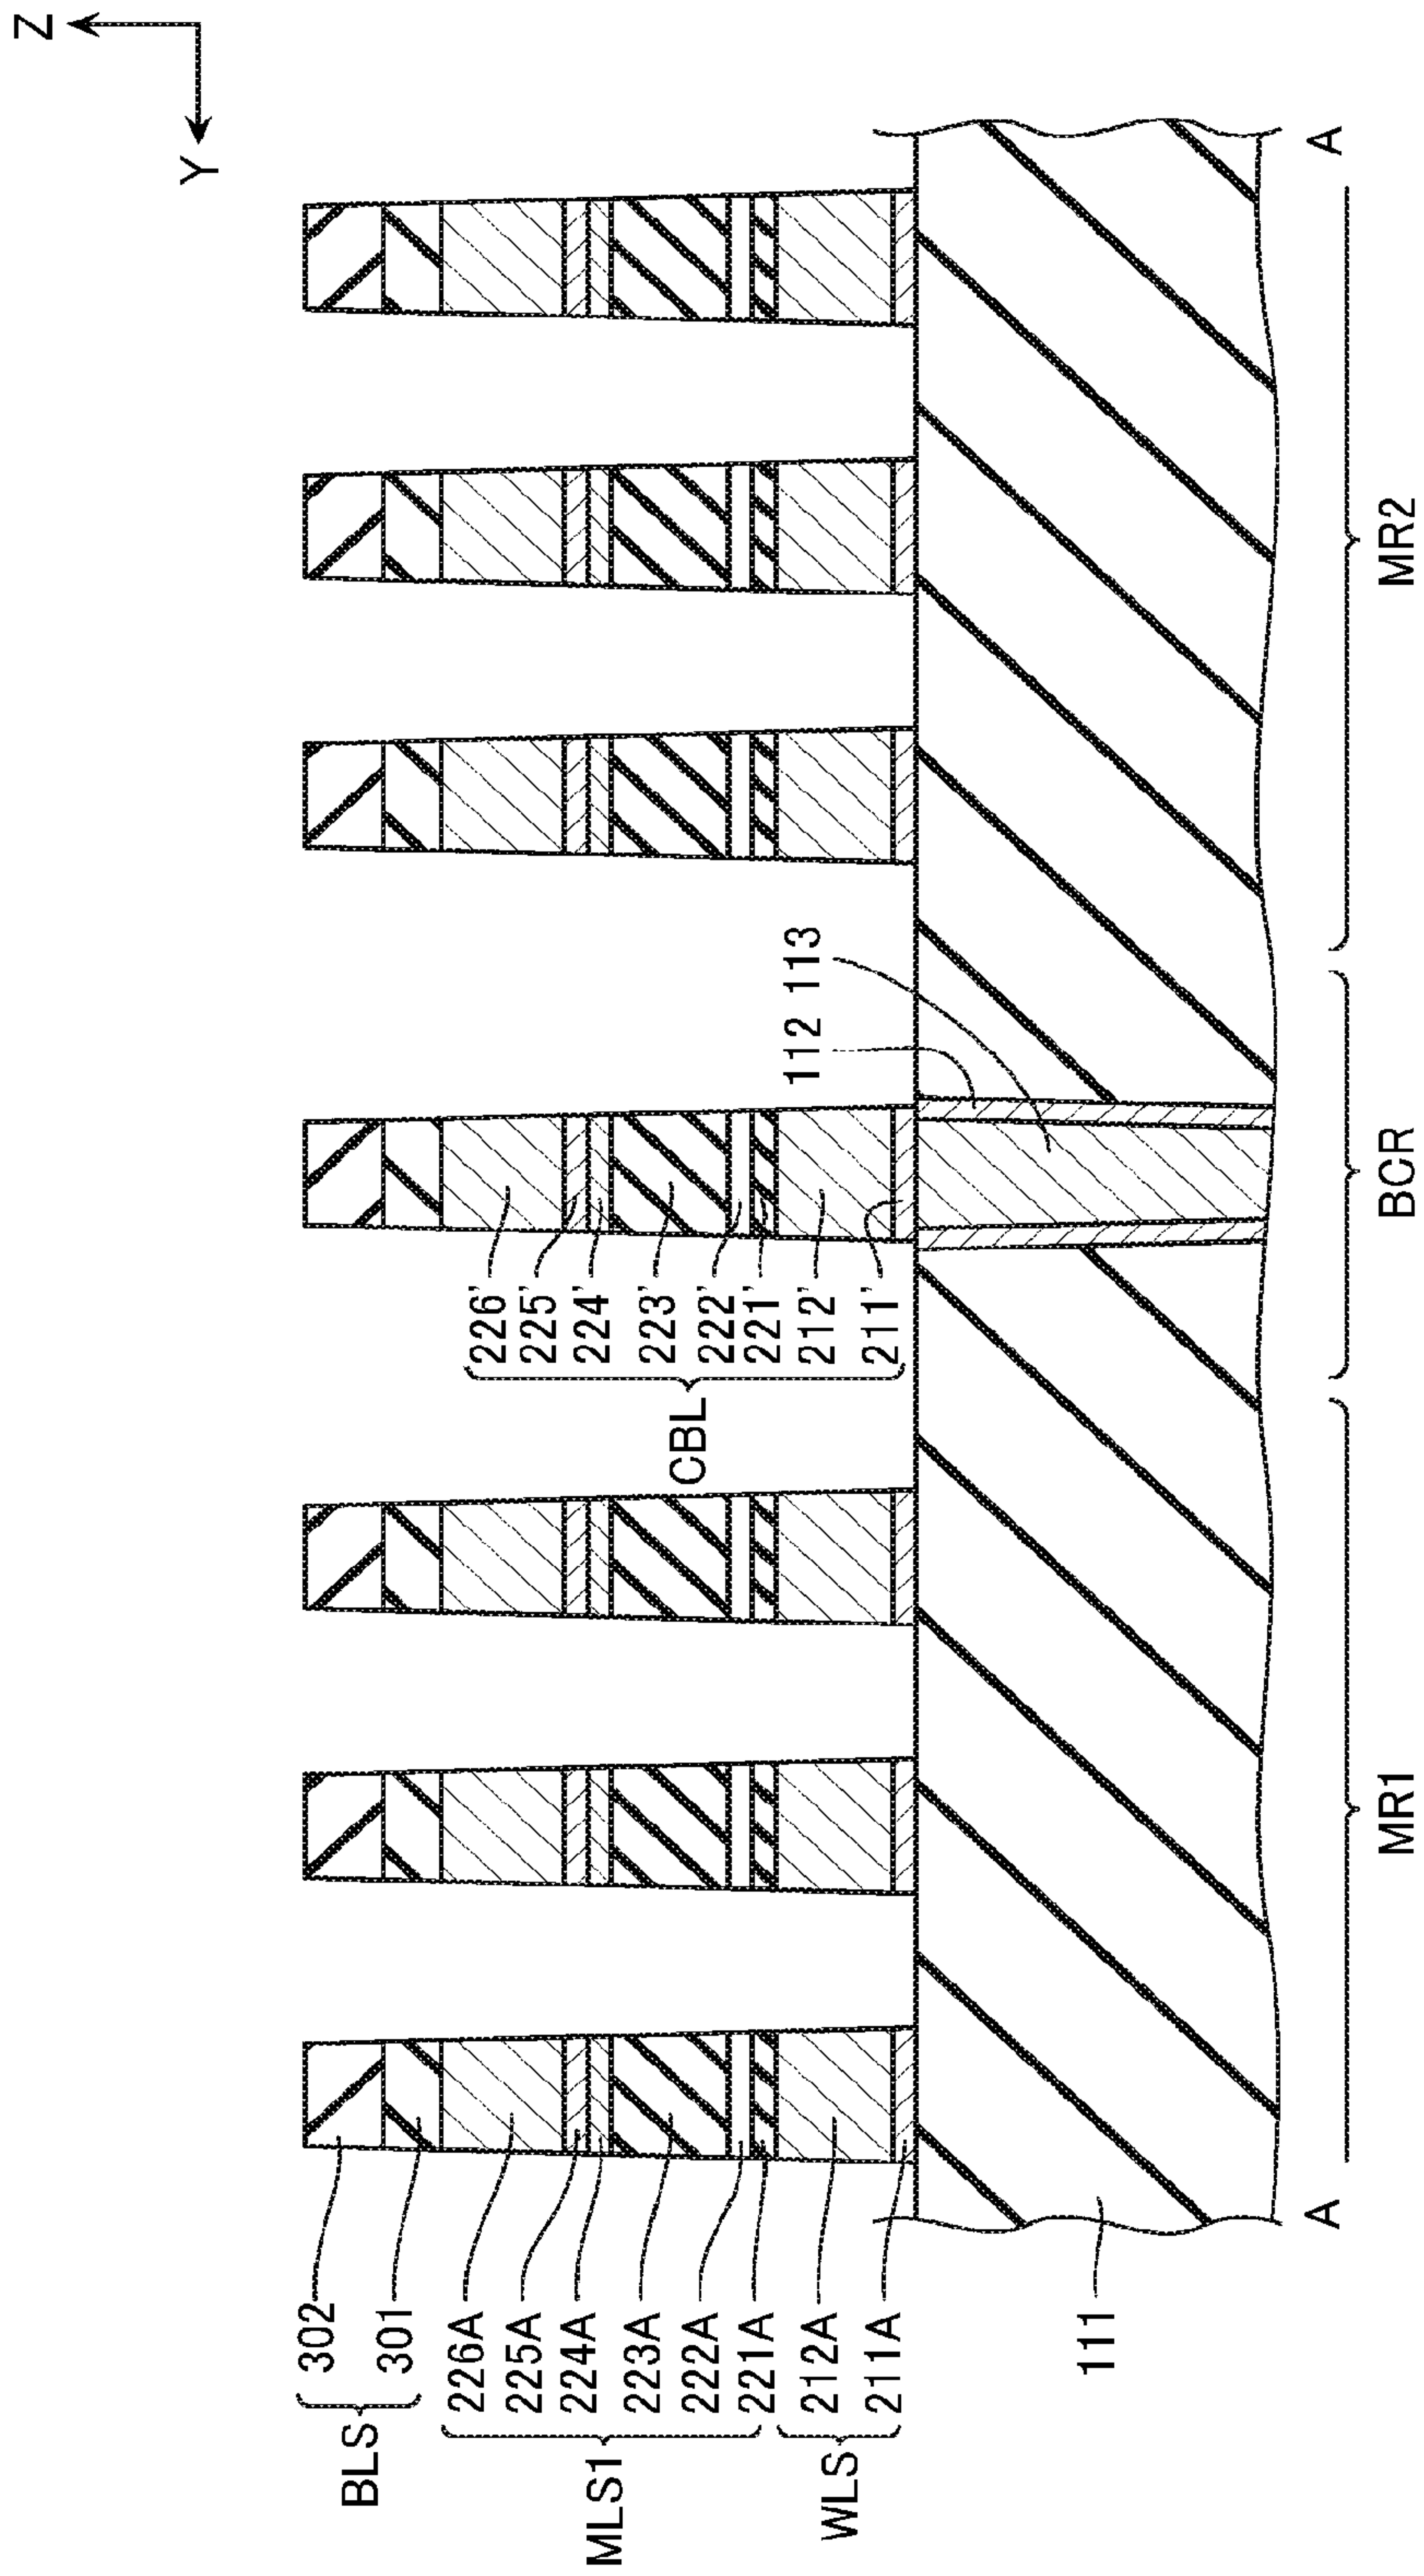 Z
Y
BLS
302
301
MLS1
226A
225A
224A
223A
222A
221A
WLS
212A
211A
111
CBL
226'
225'
224'
223'
222'
221'
212'
211'
112 113
A
A
MR1
BCR
MR2